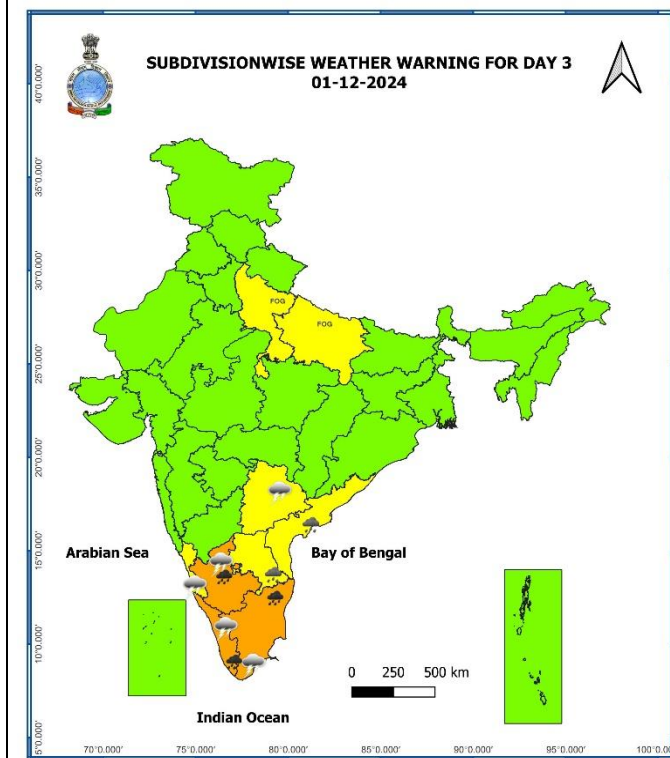 SUBDIVISIONWISE WEATHER WARNING FOR DAY 3
01-12-2024
40°0.000'
35°0.000'
30°0.000'
25°0.000'
20°0.000'
15°0.000'
10°0.000'
5°0.000'
FOG
FOG
Arabian Sea
Bay of Bengal
0 250 500 km
Indian Ocean
70°0.000' 75°0.000' 80°0.000' 85°0.000' 90°0.000' 95°0.000'